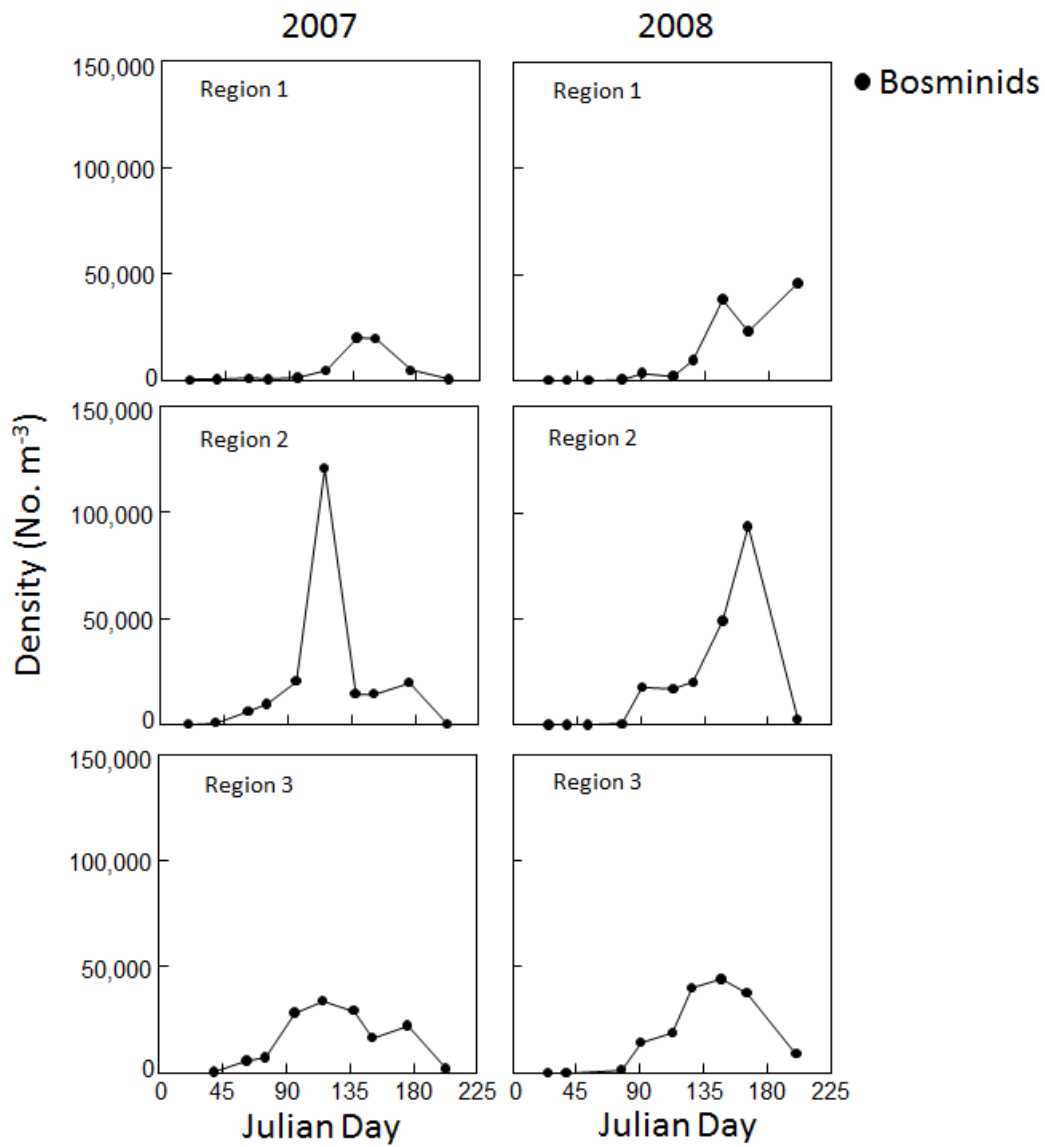 2007
2008
Bosminids
150,000
100,000
50,000
0
Region 1
Region 1
150,000
100,000
50,000
0
Region 2
Region 2
150,000
100,000
50,000
0
Region 3
Region 3
Density (No. m⁻³)
0 45 90 135 180 225
0 45 90 135 180 225
Julian Day
Julian Day